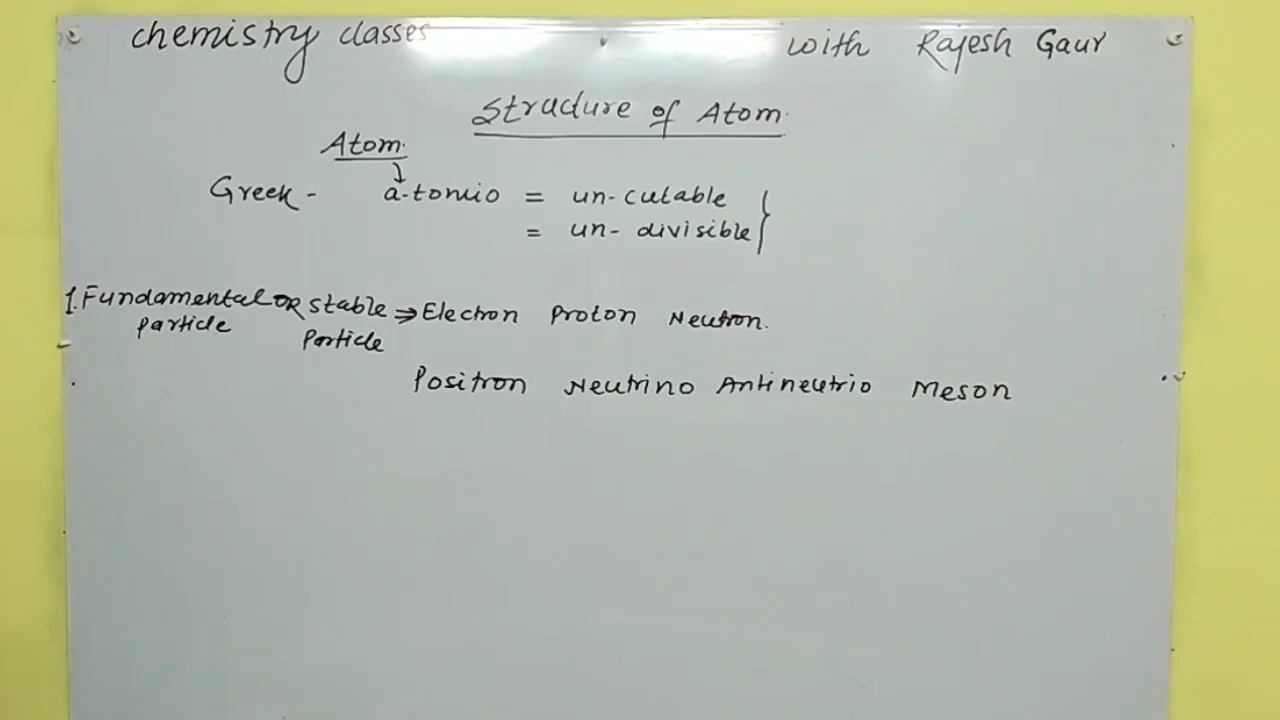 chemistry classes with Rajesh Gaur
Structure of Atom.
Atom.
Greek - a-tomio = un-cutable
= un-divisible
1. Fundamental OR stable ⇒ Electron Proton Neutron.
particle Particle
Positron Neutrino Antineutrio Meson